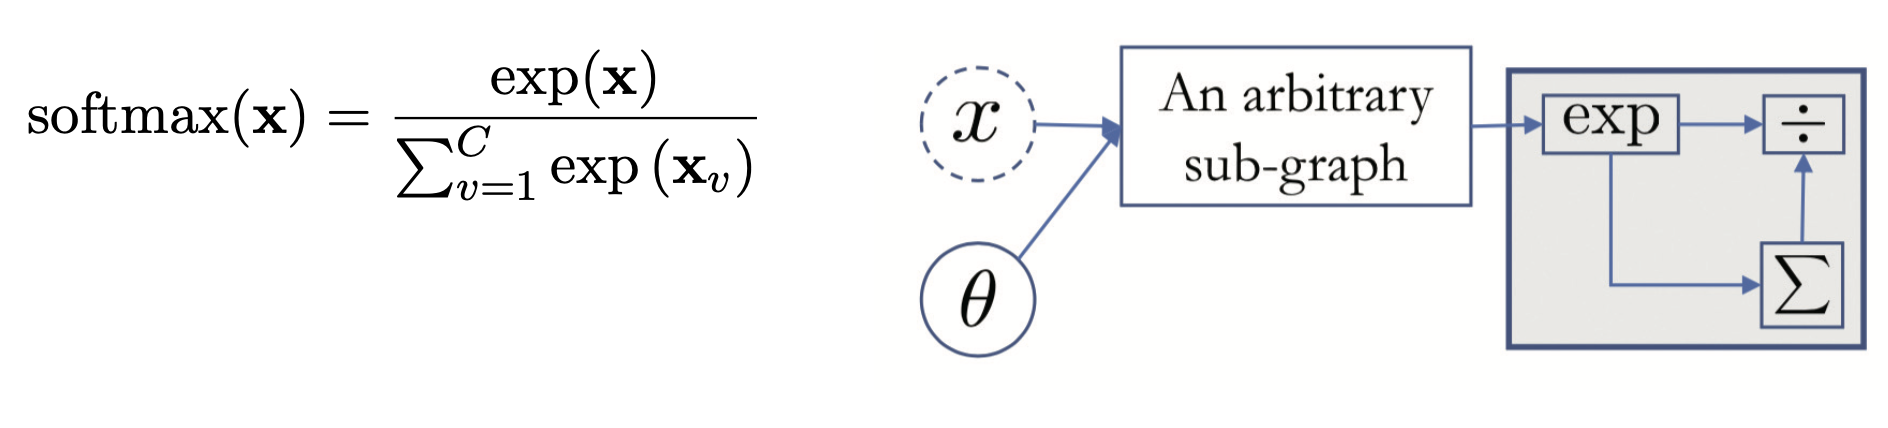 softmax(𝐱) = exp(𝐱) / ∑_{v=1}^{C} exp(𝐱_v)
x
An arbitrary
sub-graph
exp
÷
θ
∑